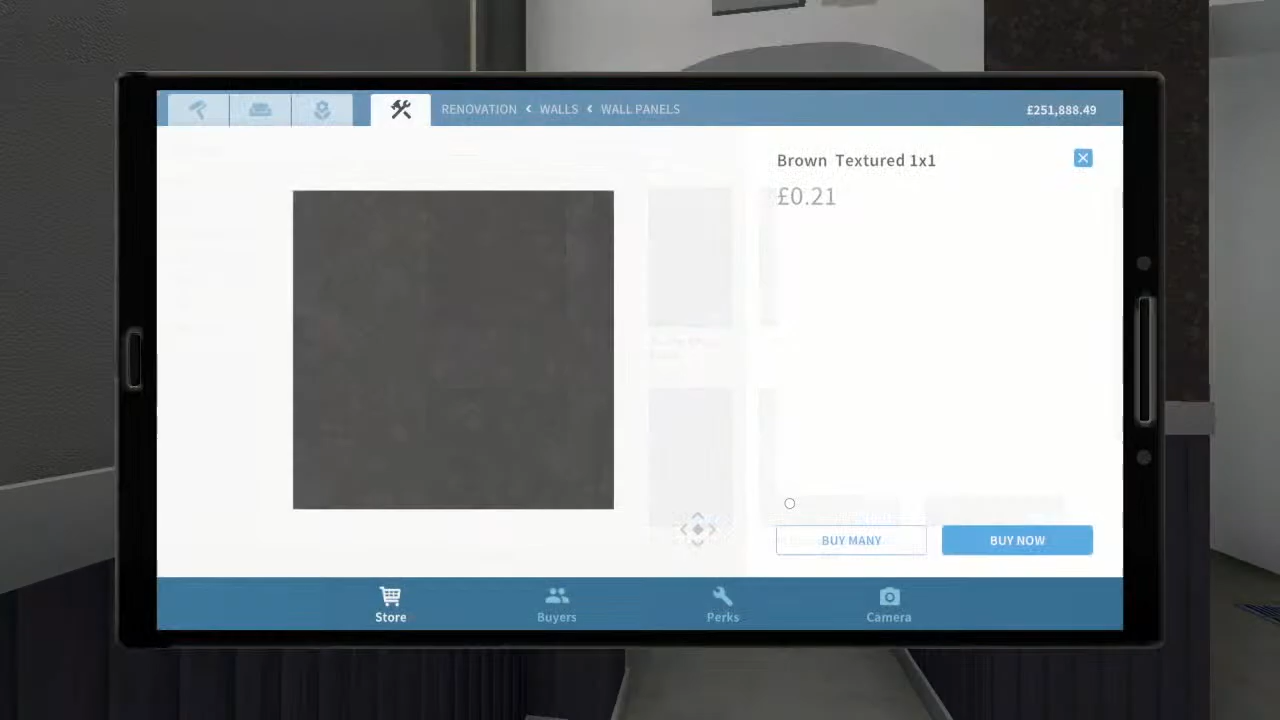 RENOVATION < WALLS < WALL PANELS
£251,888.49
Brown Textured 1x1
£0.21
BUY MANY
BUY NOW
Store
Buyers
Perks
Camera